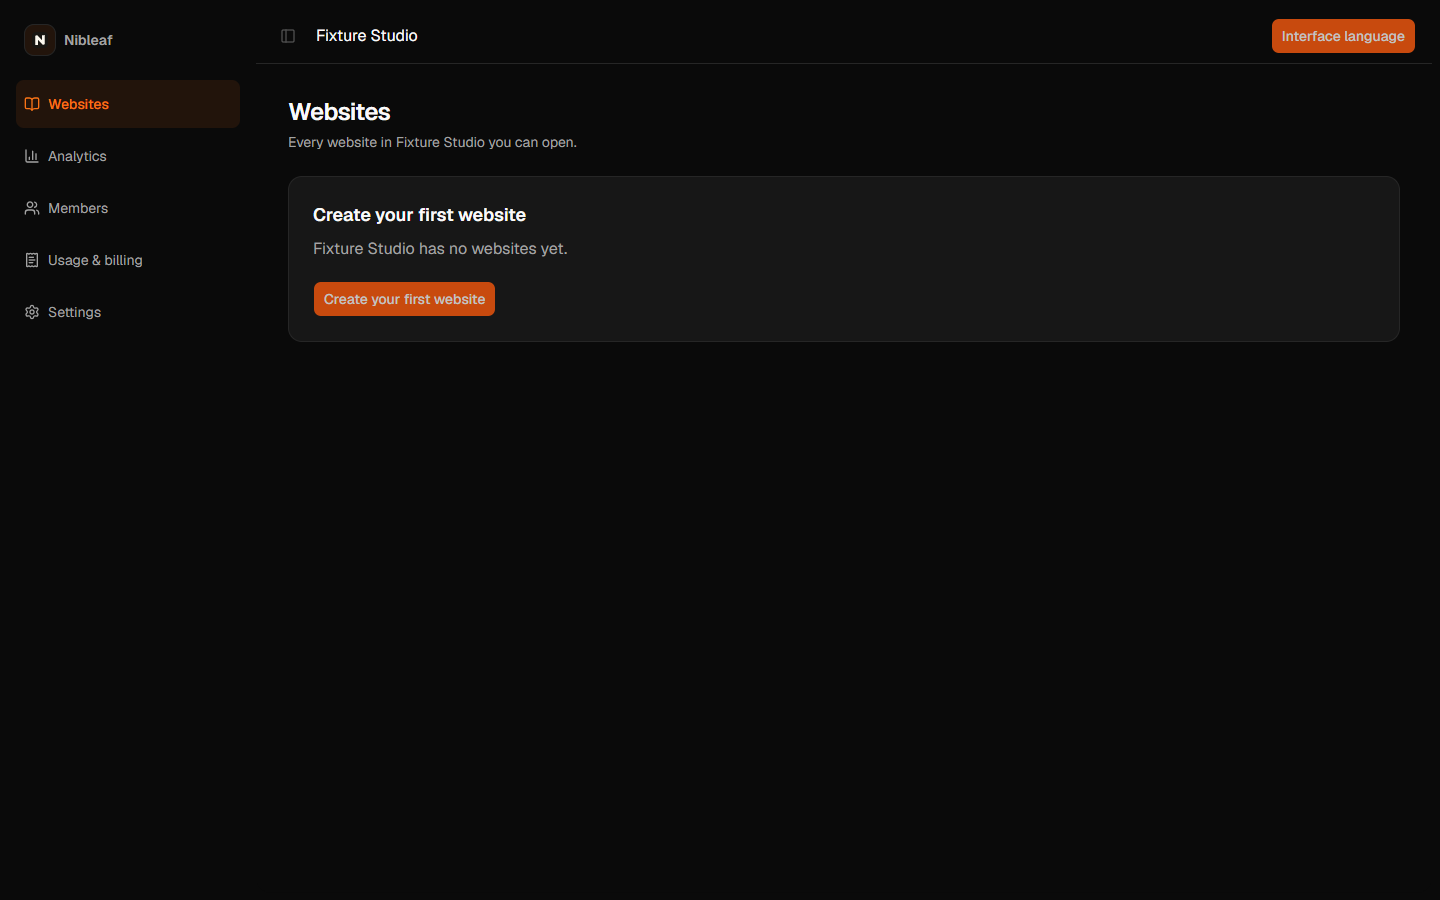 N Nibleaf
Fixture Studio
Interface language
Websites
Analytics
Members
Usage & billing
Settings
Websites
Every website in Fixture Studio you can open.
Create your first website
Fixture Studio has no websites yet.
Create your first website